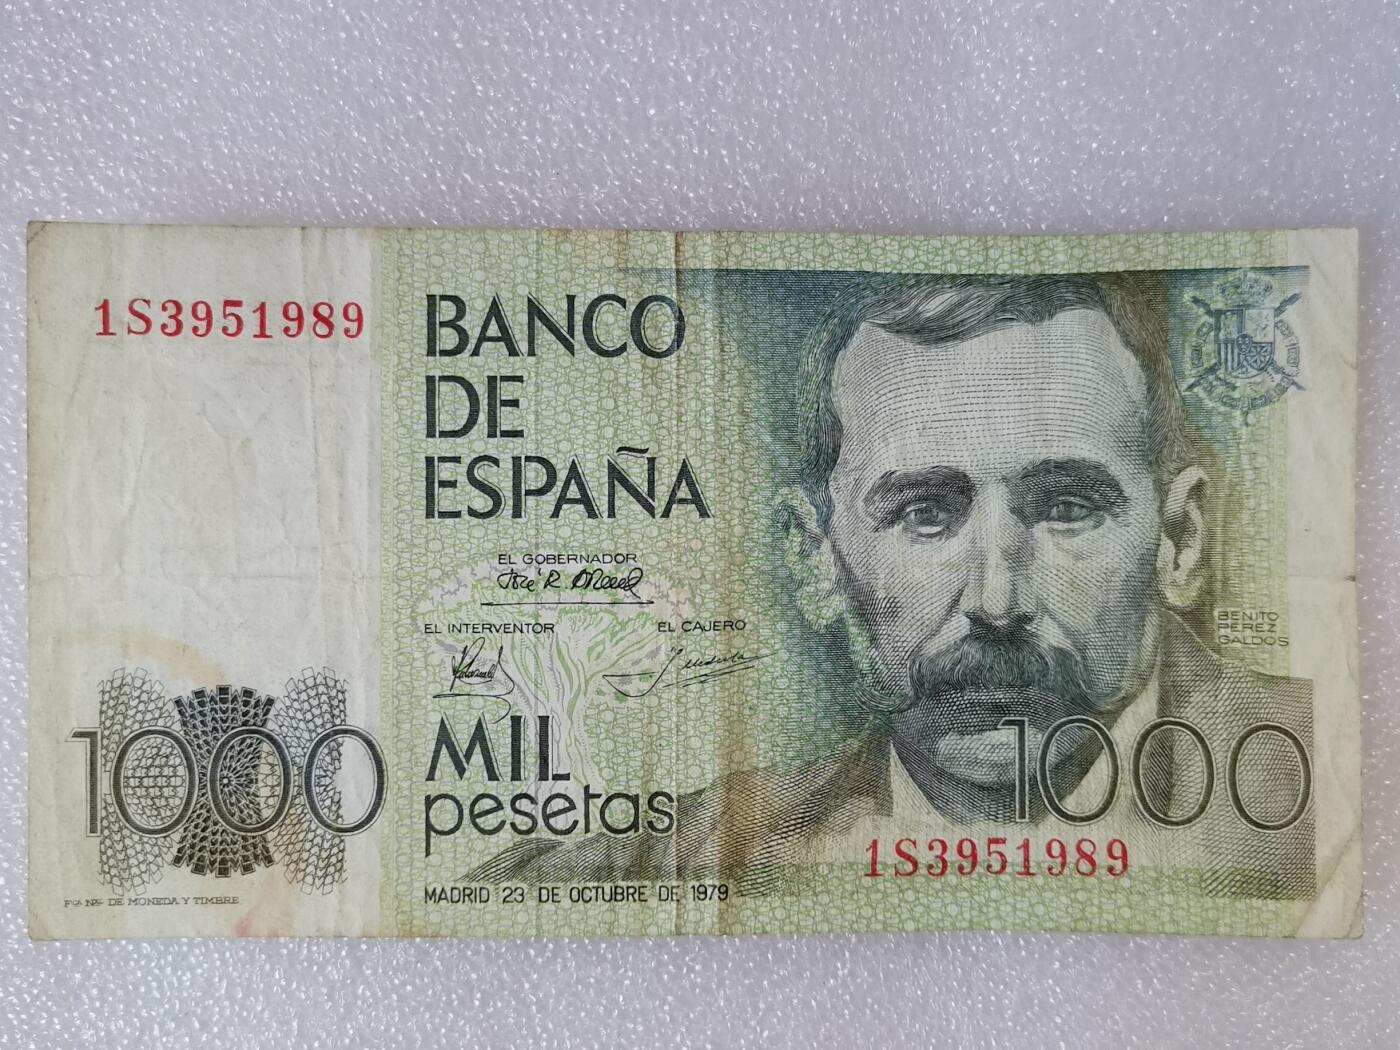 1S3951989
BANCO
DE
ESPAÑA
EL GOBERNADOR
EL INTERVENTOR
EL CAJERO
BENITO
PEREZ
GALDOS
1000
MIL
pesetas
1000
1S3951989
MADRID 23 DE OCTUBRE DE 1979
FCA NAL DE MONEDA Y TIMBRE